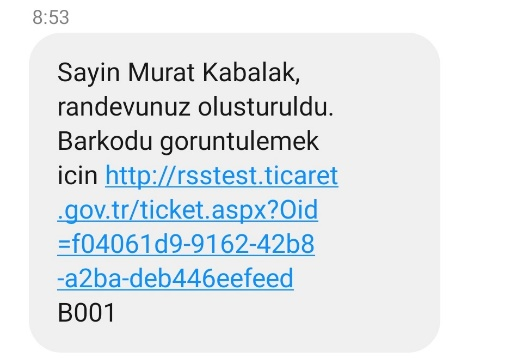 8:53
Sayin Murat Kabalak,
randevunuz olusturuldu.
Barkodu goruntulemek
icin http://rsstest.ticaret
.gov.tr/ticket.aspx?Oid
=f04061d9-9162-42b8
-a2ba-deb446eefeed
B001